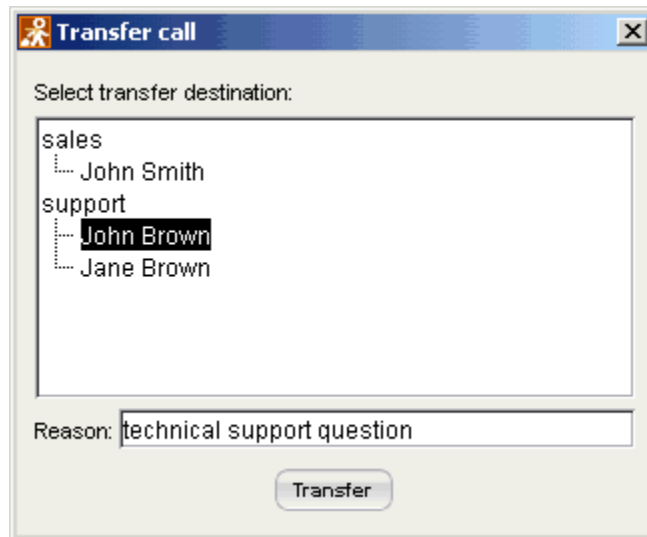 Transfer call
Select transfer destination:
sales
John Smith
support
John Brown
Jane Brown
Reason: technical support question
Transfer